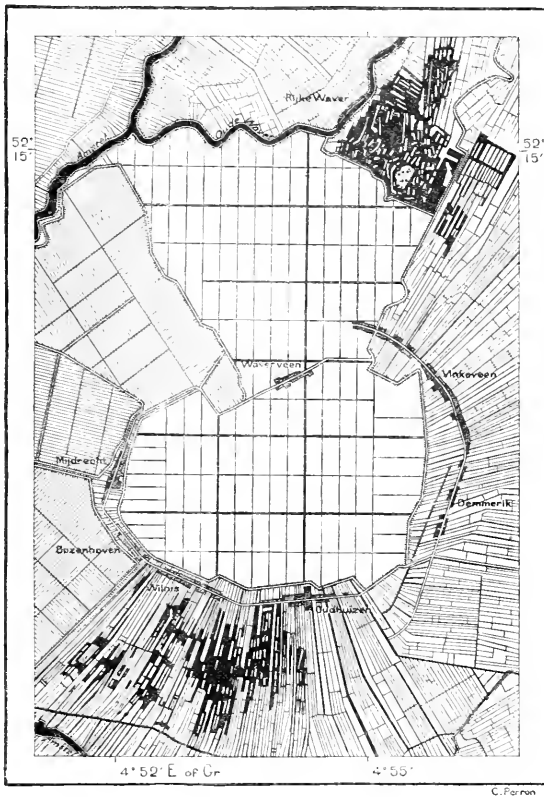 Rijke Waver
Oude Waver
52°
15'
52°
15'
Amstel
Waverveen
Vinkeveen
Mijdrecht
Demmerik
Bozenhoven
Wilnis
Oudhuizen
4° 52' E of Gr
4° 55'
C. Perron